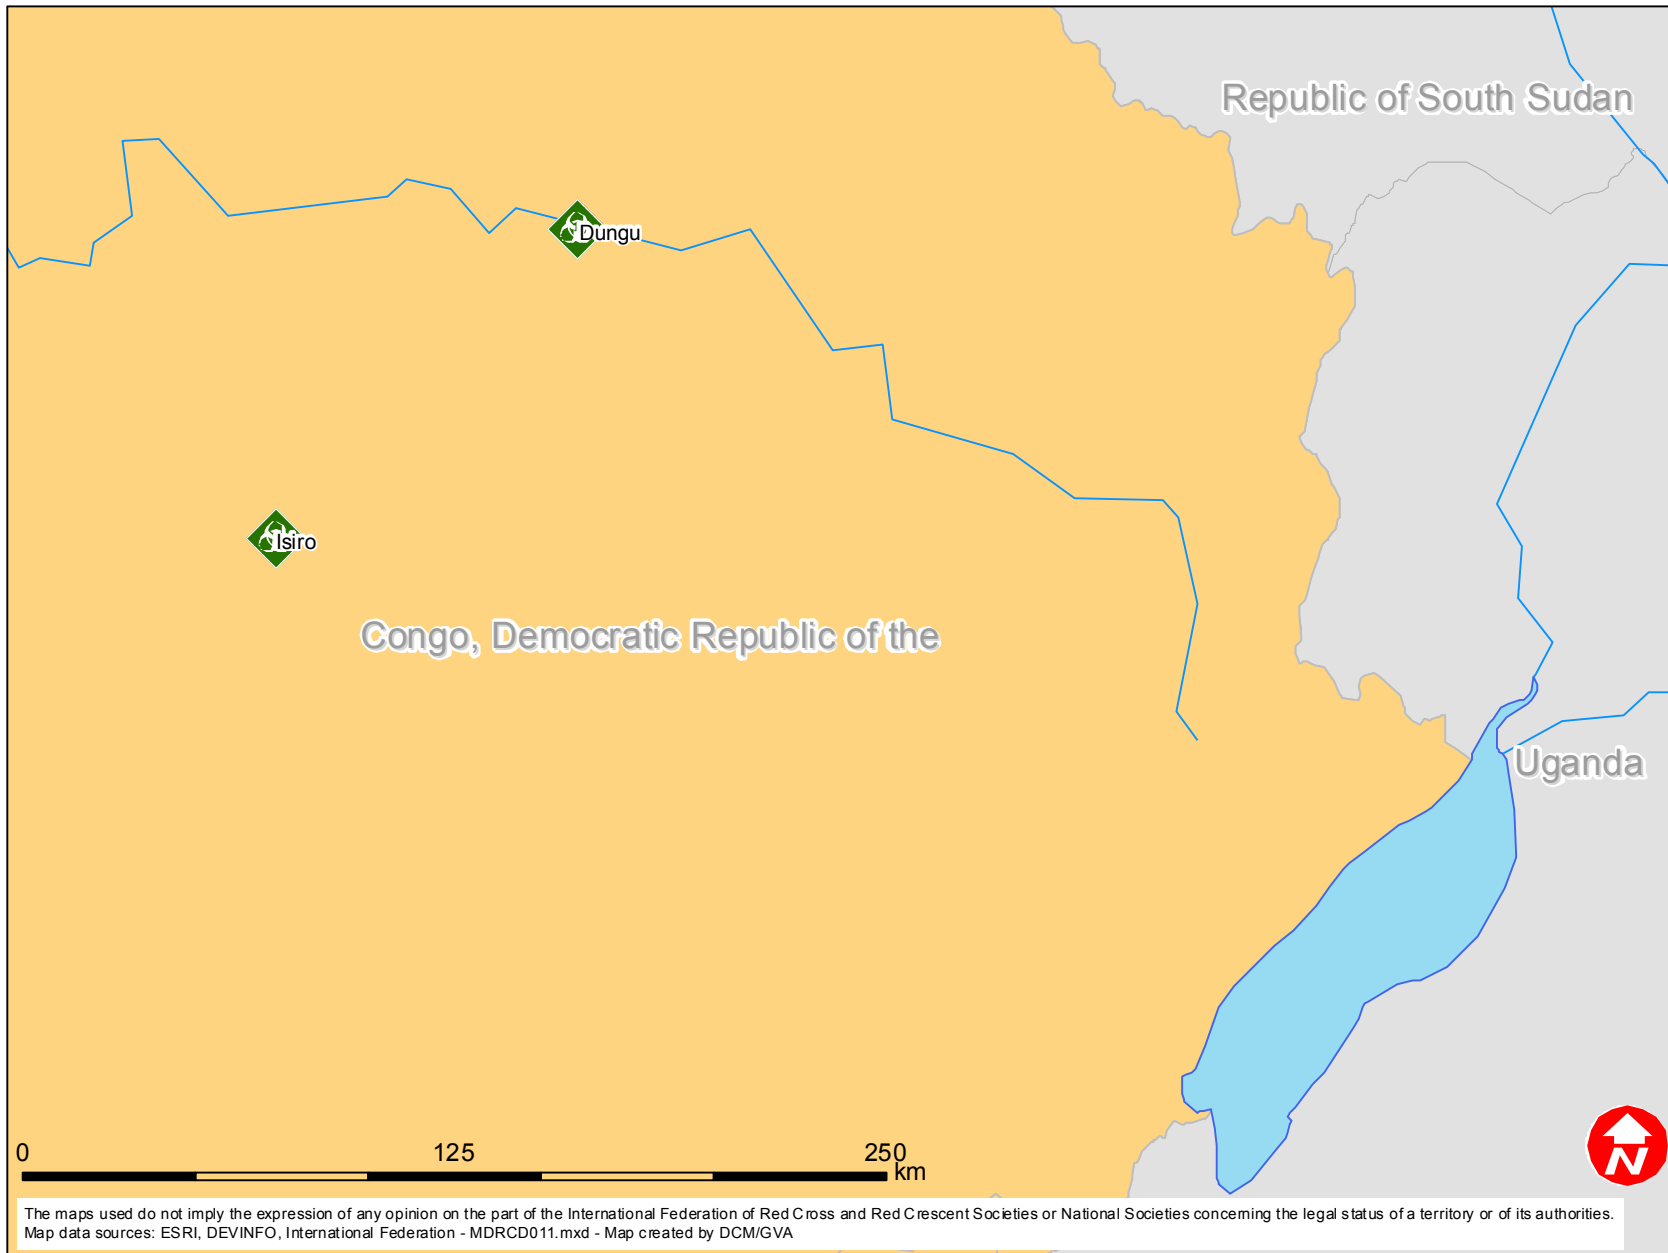 Republic of South Sudan
Dungu
Isiro
Congo, Democratic Republic of the
Uganda
0 125 250
km
N
The maps used do not imply the expression of any opinion on the part of the International Federation of Red Cross and Red Crescent Societies or National Societies concerning the legal status of a territory or of its authorities.
Map data sources: ESRI, DEVINFO, International Federation - MDRCD011.mxd - Map created by DCM/GVA